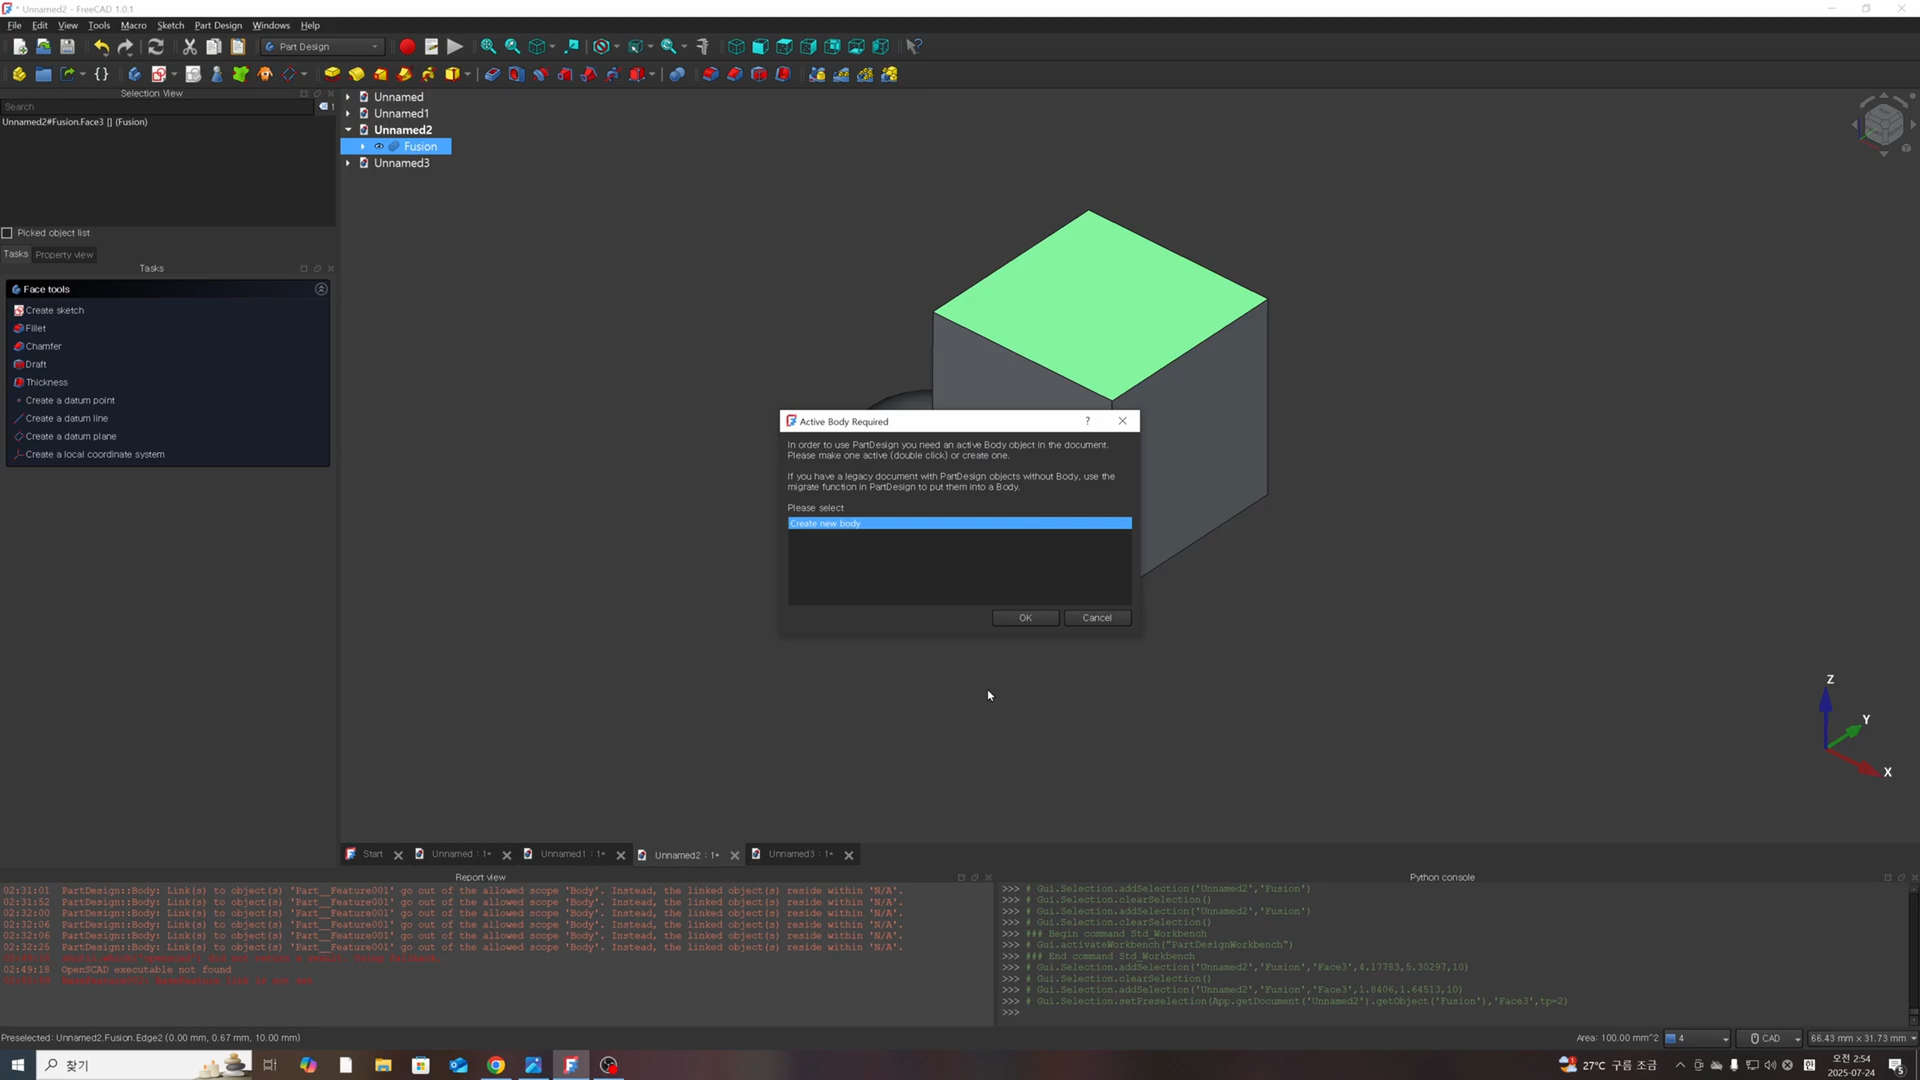 * Unnamed2 - FreeCAD 1.0.1
File Edit View Tools Macro Sketch Part Design Windows Help
Part Design
Selection View
Search
1
Unnamed2#Fusion.Face3 [] (Fusion)
Picked object list
Tasks Property view
Tasks
Face tools
Create sketch
Fillet
Chamfer
Draft
Thickness
Create a datum point
Create a datum line
Create a datum plane
Create a local coordinate system
Unnamed
Unnamed1
Unnamed2
Fusion
Unnamed3
Active Body Required
?
In order to use PartDesign you need an active Body object in the document.
Please make one active (double click) or create one.
If you have a legacy document with PartDesign objects without Body, use the
migrate function in PartDesign to put them into a Body.
Please select
Create new body
OK Cancel
Z
Y
X
Start Unnamed : 1* Unnamed1 : 1* Unnamed2 : 1* Unnamed3 : 1*
Report view
02:31:01 PartDesign::Body: Link(s) to object(s) 'Part__Feature001' go out of the allowed scope 'Body'. Instead, the linked object(s) reside within 'N/A'.
02:31:52 PartDesign::Body: Link(s) to object(s) 'Part__Feature001' go out of the allowed scope 'Body'. Instead, the linked object(s) reside within 'N/A'.
02:32:00 PartDesign::Body: Link(s) to object(s) 'Part__Feature001' go out of the allowed scope 'Body'. Instead, the linked object(s) reside within 'N/A'.
02:32:06 PartDesign::Body: Link(s) to object(s) 'Part__Feature001' go out of the allowed scope 'Body'. Instead, the linked object(s) reside within 'N/A'.
02:32:06 PartDesign::Body: Link(s) to object(s) 'Part__Feature001' go out of the allowed scope 'Body'. Instead, the linked object(s) reside within 'N/A'.
02:32:25 PartDesign::Body: Link(s) to object(s) 'Part__Feature001' go out of the allowed scope 'Body'. Instead, the linked object(s) reside within 'N/A'.
02:49:18 OpenSCAD executable not found
Python console
>>> # Gui.Selection.addSelection('Unnamed2','Fusion')
>>> # Gui.Selection.clearSelection()
>>> # Gui.Selection.addSelection('Unnamed2','Fusion')
>>> # Gui.Selection.clearSelection()
>>> ### Begin command Std_Workbench
>>> # Gui.activateWorkbench("PartDesignWorkbench")
>>> ### End command Std_Workbench
>>> # Gui.Selection.addSelection('Unnamed2','Fusion','Face3',4.17783,5.30297,10)
>>> # Gui.Selection.clearSelection()
>>> # Gui.Selection.addSelection('Unnamed2','Fusion','Face3',1.8406,1.64513,10)
>>> # Gui.Selection.setPreselection(App.getDocument('Unnamed2').getObject('Fusion'),'Face3',tp=2)
>>>
Preselected: Unnamed2.Fusion.Edge2 (0.00 mm, 0.67 mm, 10.00 mm)
Area: 100.00 mm^2 4 CAD 66.43 mm x 31.73 mm
찾기
27°C 구름 조금
오전 2:54
2025-07-24
5